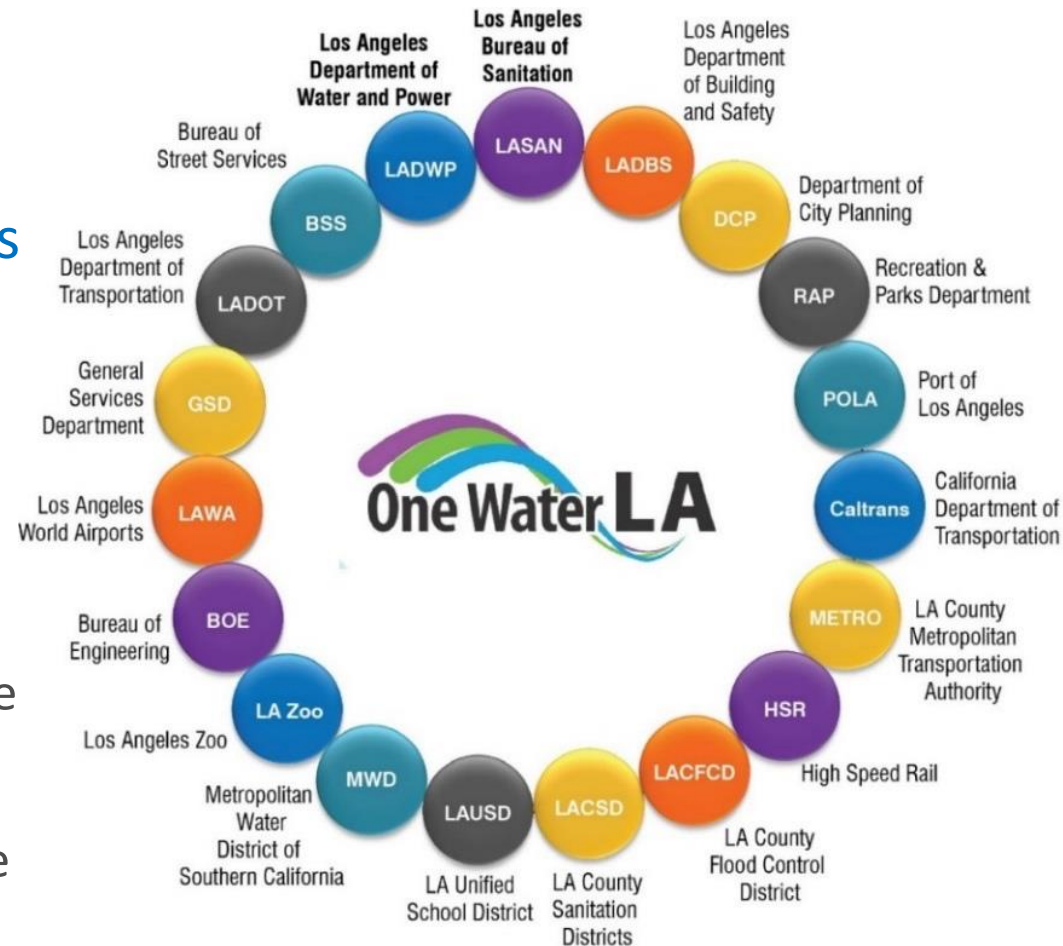 Los Angeles
Bureau of
Sanitation
LASAN
Los Angeles
Department
of Building
and Safety
LADBS
Department of
City Planning
DCP
Recreation &
Parks Department
RAP
Port of
Los Angeles
POLA
California
Department of
Transportation
Caltrans
LA County
Metropolitan
Transportation
Authority
METRO
High Speed Rail
HSR
LA County
Flood Control
District
LACFCD
LA County
Sanitation
Districts
LACSD
LA Unified
School District
LAUSD
Metropolitan
Water
District of
Southern California
MWD
Los Angeles Zoo
LA Zoo
Bureau of
Engineering
BOE
Los Angeles
World Airports
LAWA
General
Services
Department
GSD
Los Angeles
Department of
Transportation
LADOT
Bureau of
Street Services
BSS
Los Angeles
Department of
Water and Power
LADWP
One Water LA
s
e
e